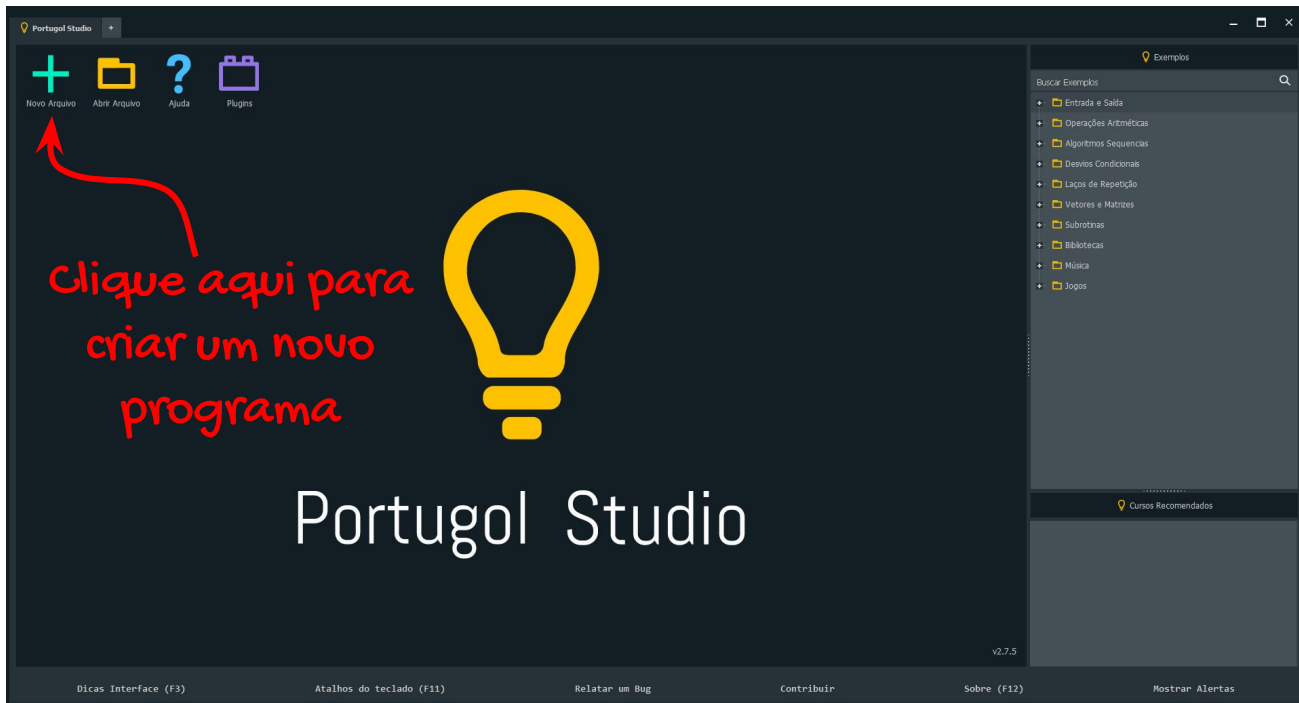 Portugol Studio
+
Novo Arquivo
Abrir Arquivo
?
Ajuda
Plugins
Clique aqui para
criar um novo
programa
Portugol Studio
v2.7.5
Exemplos
Buscar Exemplos
Entrada e Saída
Operações Aritméticas
Algoritmos Sequencias
Desvios Condicionais
Laços de Repetição
Vetores e Matrizes
Subrotinas
Bibliotecas
Música
Jogos
Cursos Recomendados
Dicas Interface (F3)
Atalhos do teclado (F11)
Relatar um Bug
Contribuir
Sobre (F12)
Mostrar Alertas